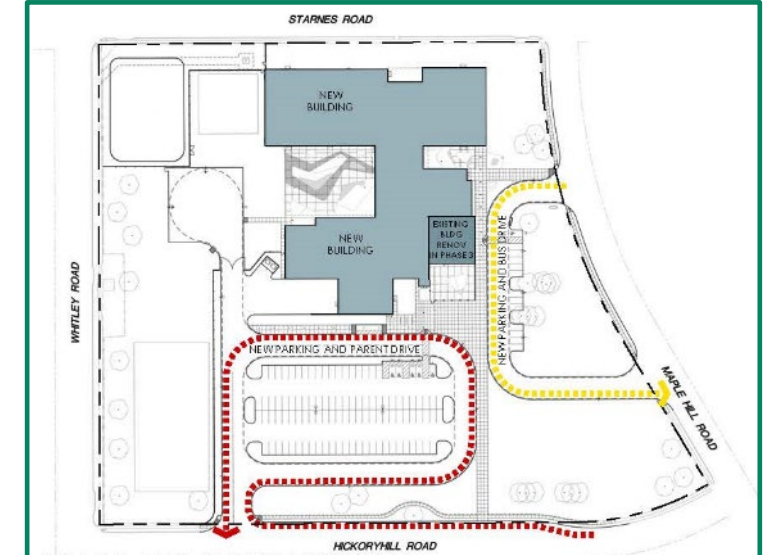 STARNES ROAD
NEW
BUILDING
WHITLEY ROAD
NEW
BUILDING
EXISTING
BLDG
RENOV
IN PHASE 3
NEW PARKING AND BUS DRIVE
NEW PARKING AND PARENT DRIVE
MAPLE HILL ROAD
HICKORYHILL ROAD